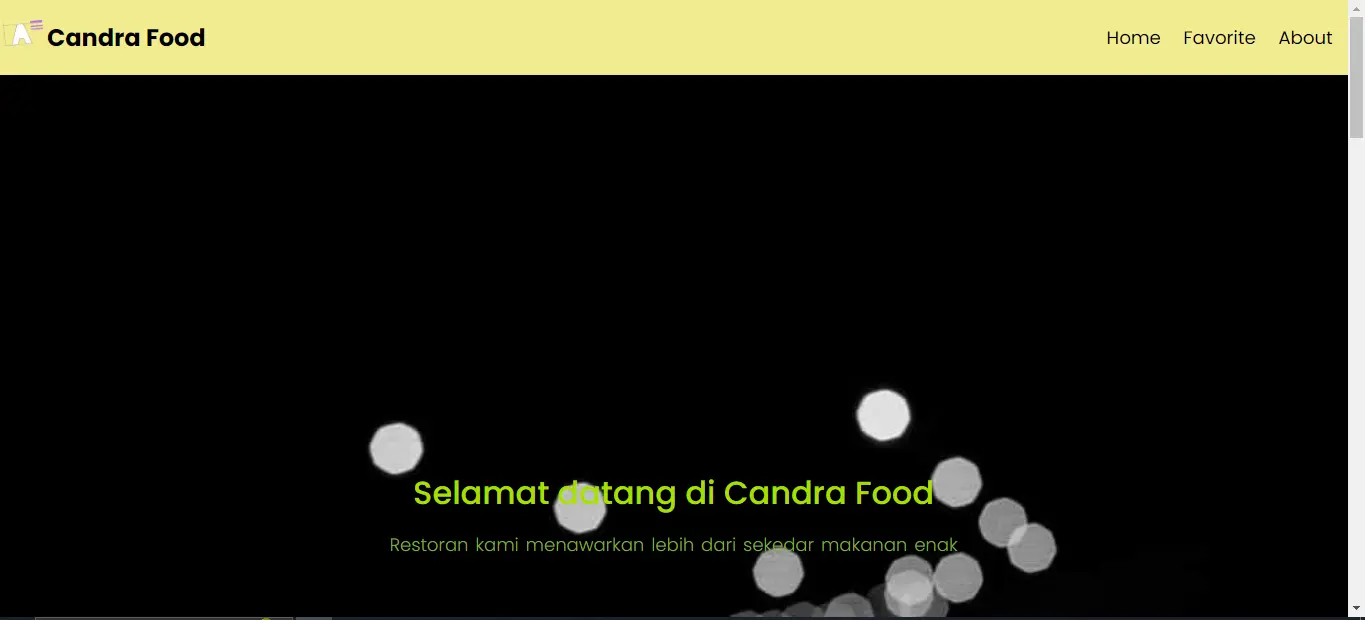 Candra Food
Home Favorite About
Selamat datang di Candra Food
Restoran kami menawarkan lebih dari sekedar makanan enak